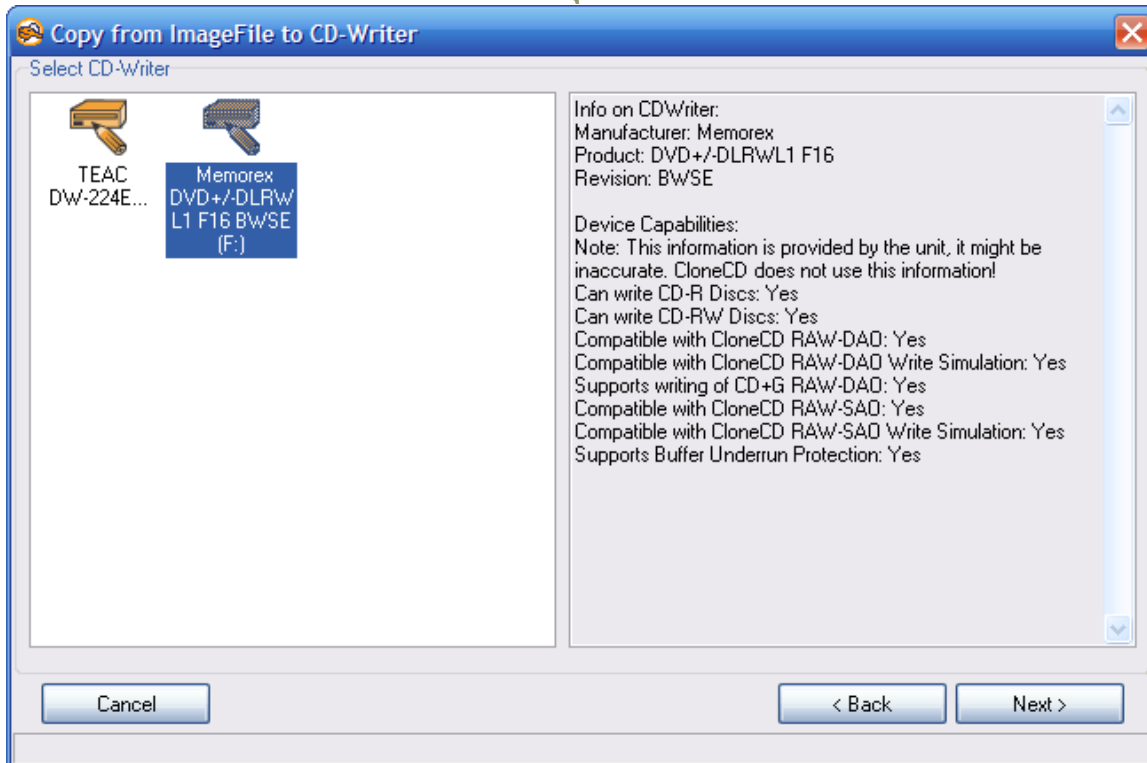 Copy from ImageFile to CD-Writer
Select CD-Writer
TEAC
DW-224E...
Memorex
DVD+/-DLRW
L1 F16 BWSE
(F:)
Info on CDWriter:
Manufacturer: Memorex
Product: DVD+/-DLRWL1 F16
Revision: BWSE
Device Capabilities:
Note: This information is provided by the unit, it might be
inaccurate. CloneCD does not use this information!
Can write CD-R Discs: Yes
Can write CD-RW Discs: Yes
Compatible with CloneCD RAW-DAO: Yes
Compatible with CloneCD RAW-DAO Write Simulation: Yes
Supports writing of CD+G RAW-DAO: Yes
Compatible with CloneCD RAW-SAO: Yes
Compatible with CloneCD RAW-SAO Write Simulation: Yes
Supports Buffer Underrun Protection: Yes
Cancel
< Back
Next >